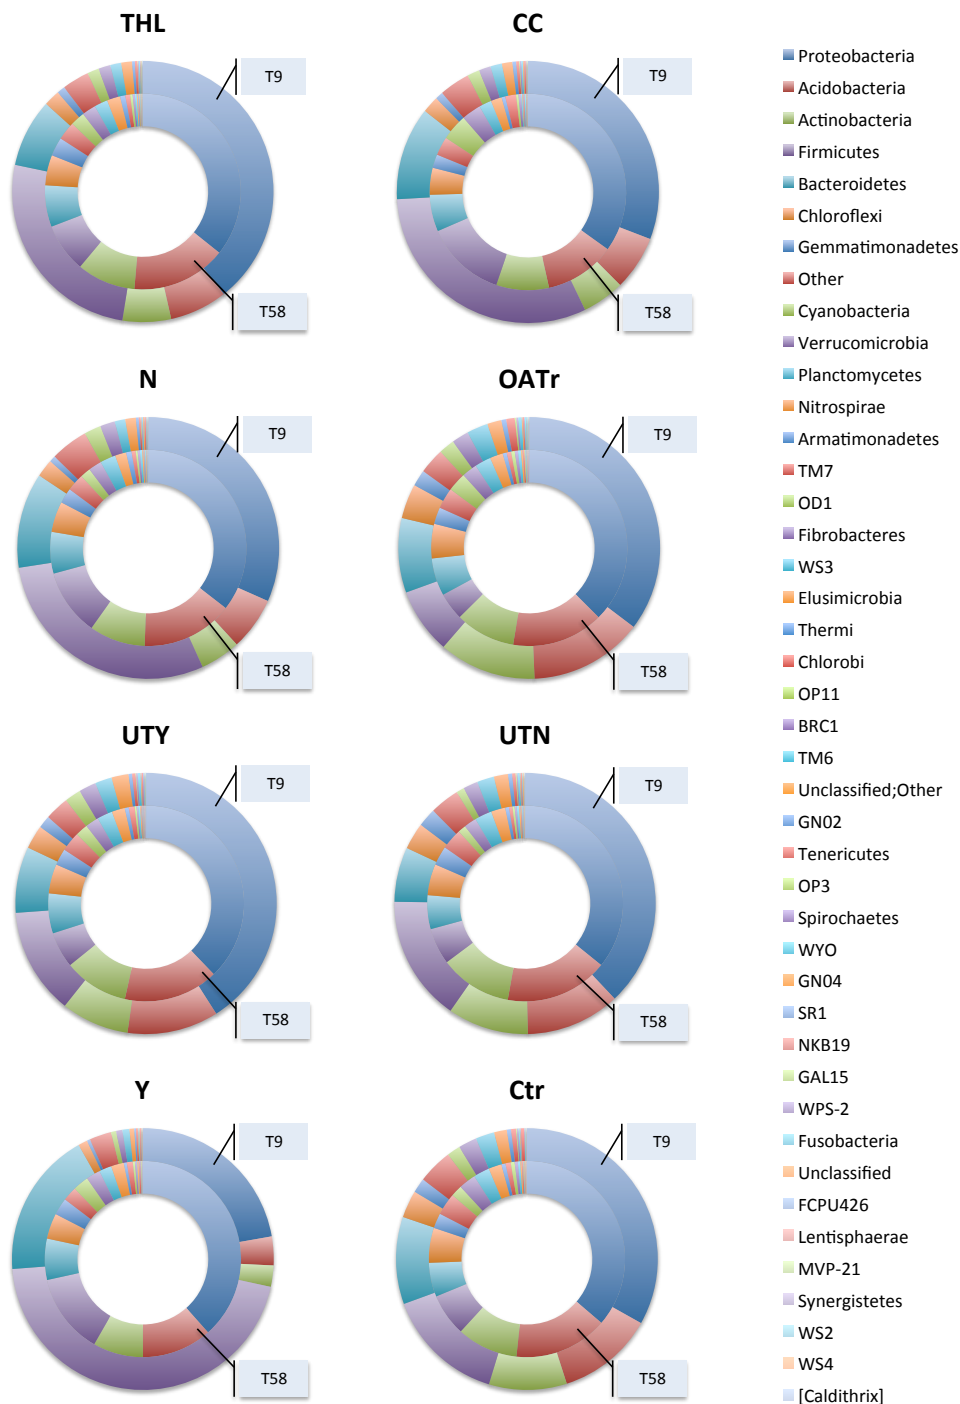 THL
CC
T9
T9
T58
T58
N
OATr
T9
T9
T58
T58
UTY
UTN
T9
T9
T58
T58
Y
Ctr
T9
T9
T58
T58
Proteobacteria
Acidobacteria
Actinobacteria
Firmicutes
Bacteroidetes
Chloroflexi
Gemmatimonadetes
Other
Cyanobacteria
Verrucomicrobia
Planctomycetes
Nitrospirae
Armatimonadetes
TM7
OD1
Fibrobacteres
WS3
Elusimicrobia
Thermi
Chlorobi
OP11
BRC1
TM6
Unclassified;Other
GN02
Tenericutes
OP3
Spirochaetes
WYO
GN04
SR1
NKB19
GAL15
WPS-2
Fusobacteria
Unclassified
FCPU426
Lentisphaerae
MVP-21
Synergistetes
WS2
WS4
[Caldithrix]